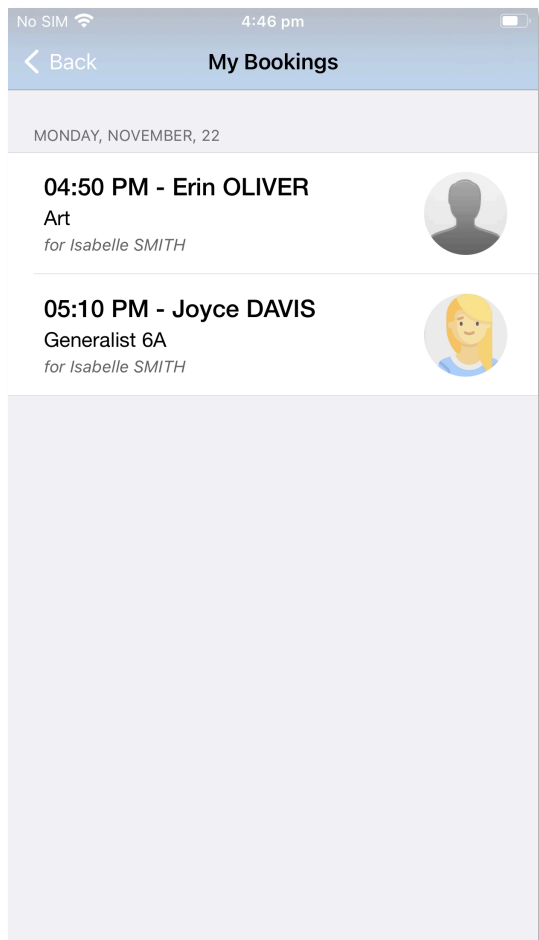 No SIM 4:46 pm
Back My Bookings
MONDAY, NOVEMBER, 22
04:50 PM - Erin OLIVER
Art
for Isabelle SMITH
05:10 PM - Joyce DAVIS
Generalist 6A
for Isabelle SMITH